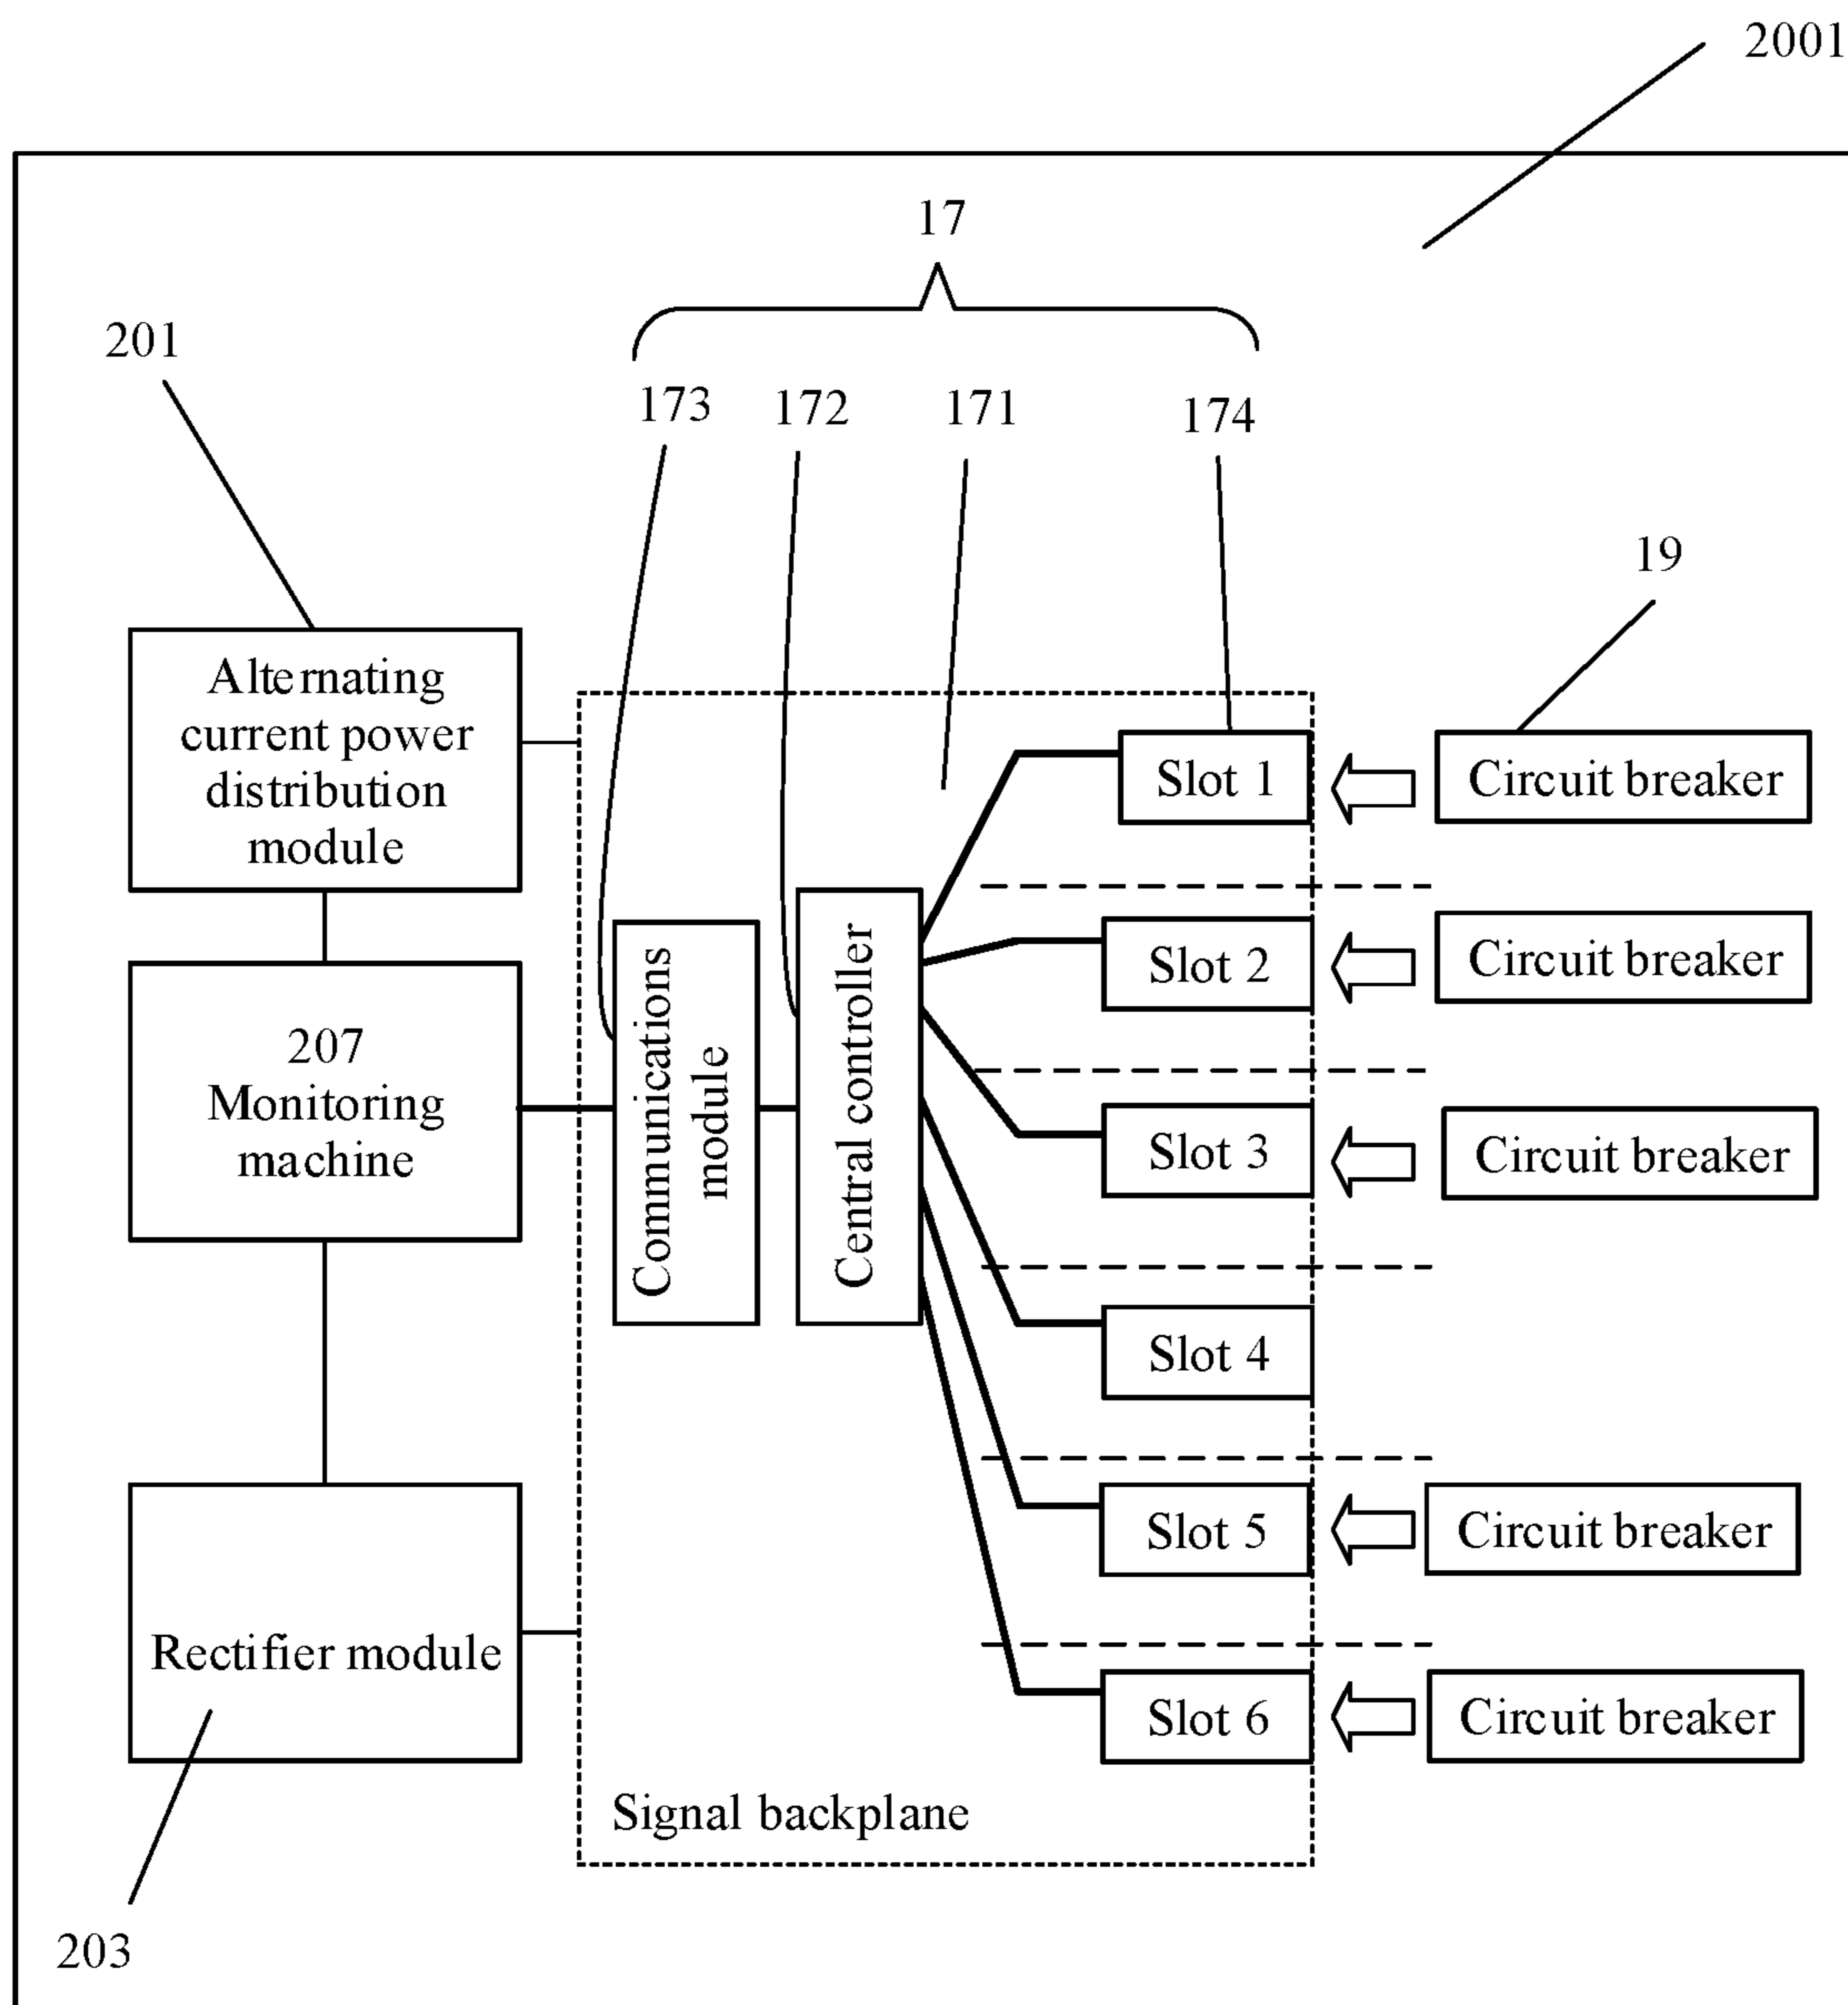 2001
17
201
173
172
171
174
19
Alternating
current power
distribution
module
207
Monitoring
machine
Rectifier module
203
Communications
module
Central controller
Slot 1
Circuit breaker
Slot 2
Circuit breaker
Slot 3
Circuit breaker
Slot 4
Slot 5
Circuit breaker
Slot 6
Circuit breaker
Signal backplane